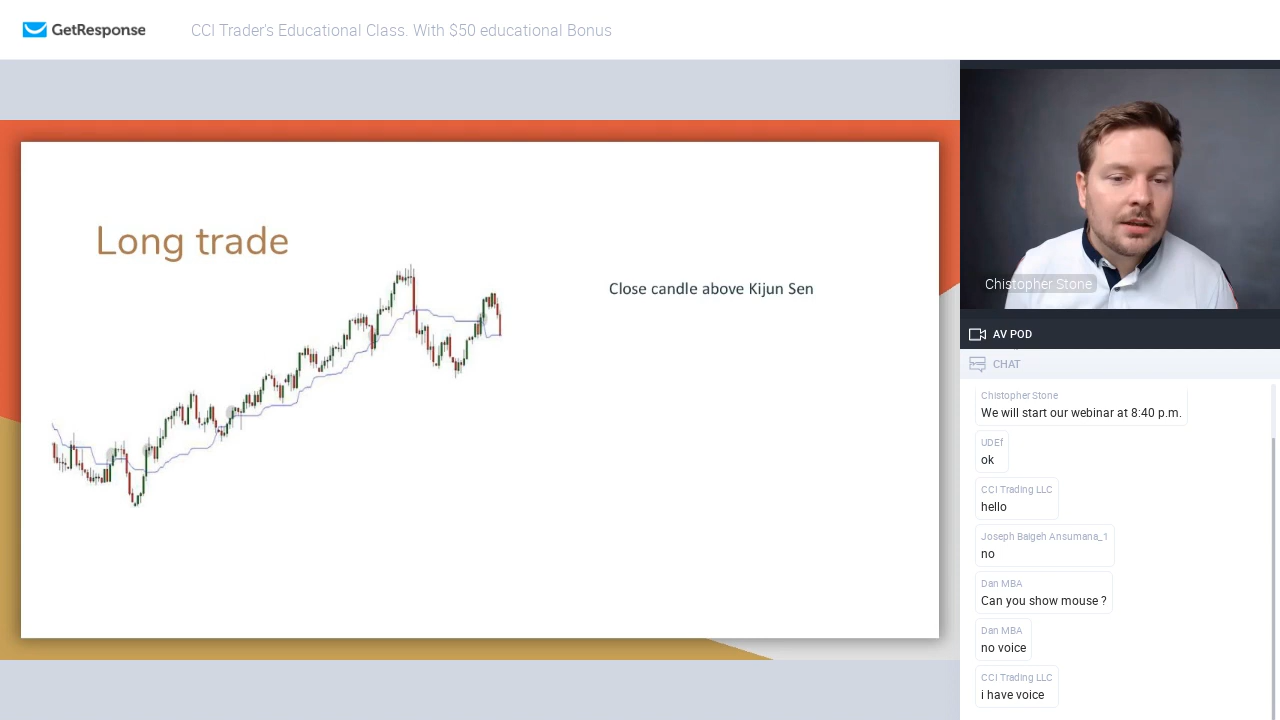 GetResponse
CCI Trader's Educational Class. With $50 educational Bonus
Long trade
Close candle above Kijun Sen
Chistopher Stone
AV POD
CHAT
Chistopher Stone
We will start our webinar at 8:40 p.m.
UDEf
ok
CCI Trading LLC
hello
Joseph Baigeh Ansumana_1
no
Dan MBA
Can you show mouse ?
Dan MBA
no voice
CCI Trading LLC
i have voice